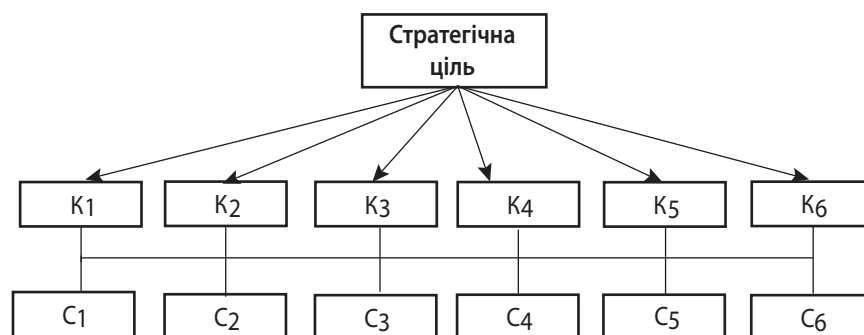 Стратегічна
ціль
К1 К2 К3 К4 К5 К6
С1 С2 С3 С4 С5 С6